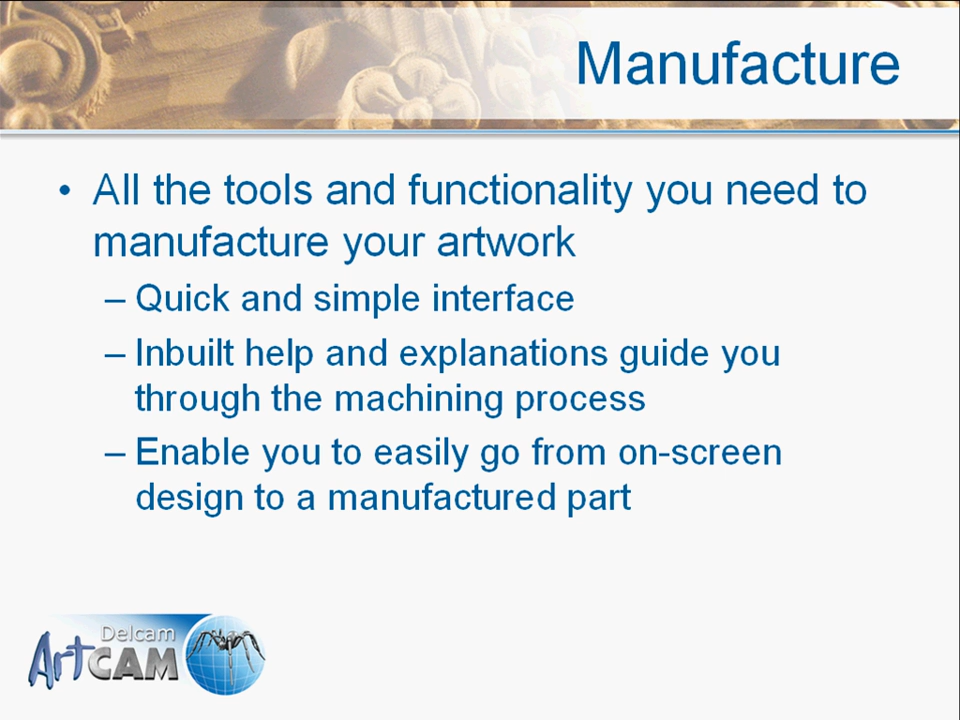 Manufacture
• All the tools and functionality you need to
manufacture your artwork
– Quick and simple interface
– Inbuilt help and explanations guide you
through the machining process
– Enable you to easily go from on-screen
design to a manufactured part
Delcam
ArtCAM